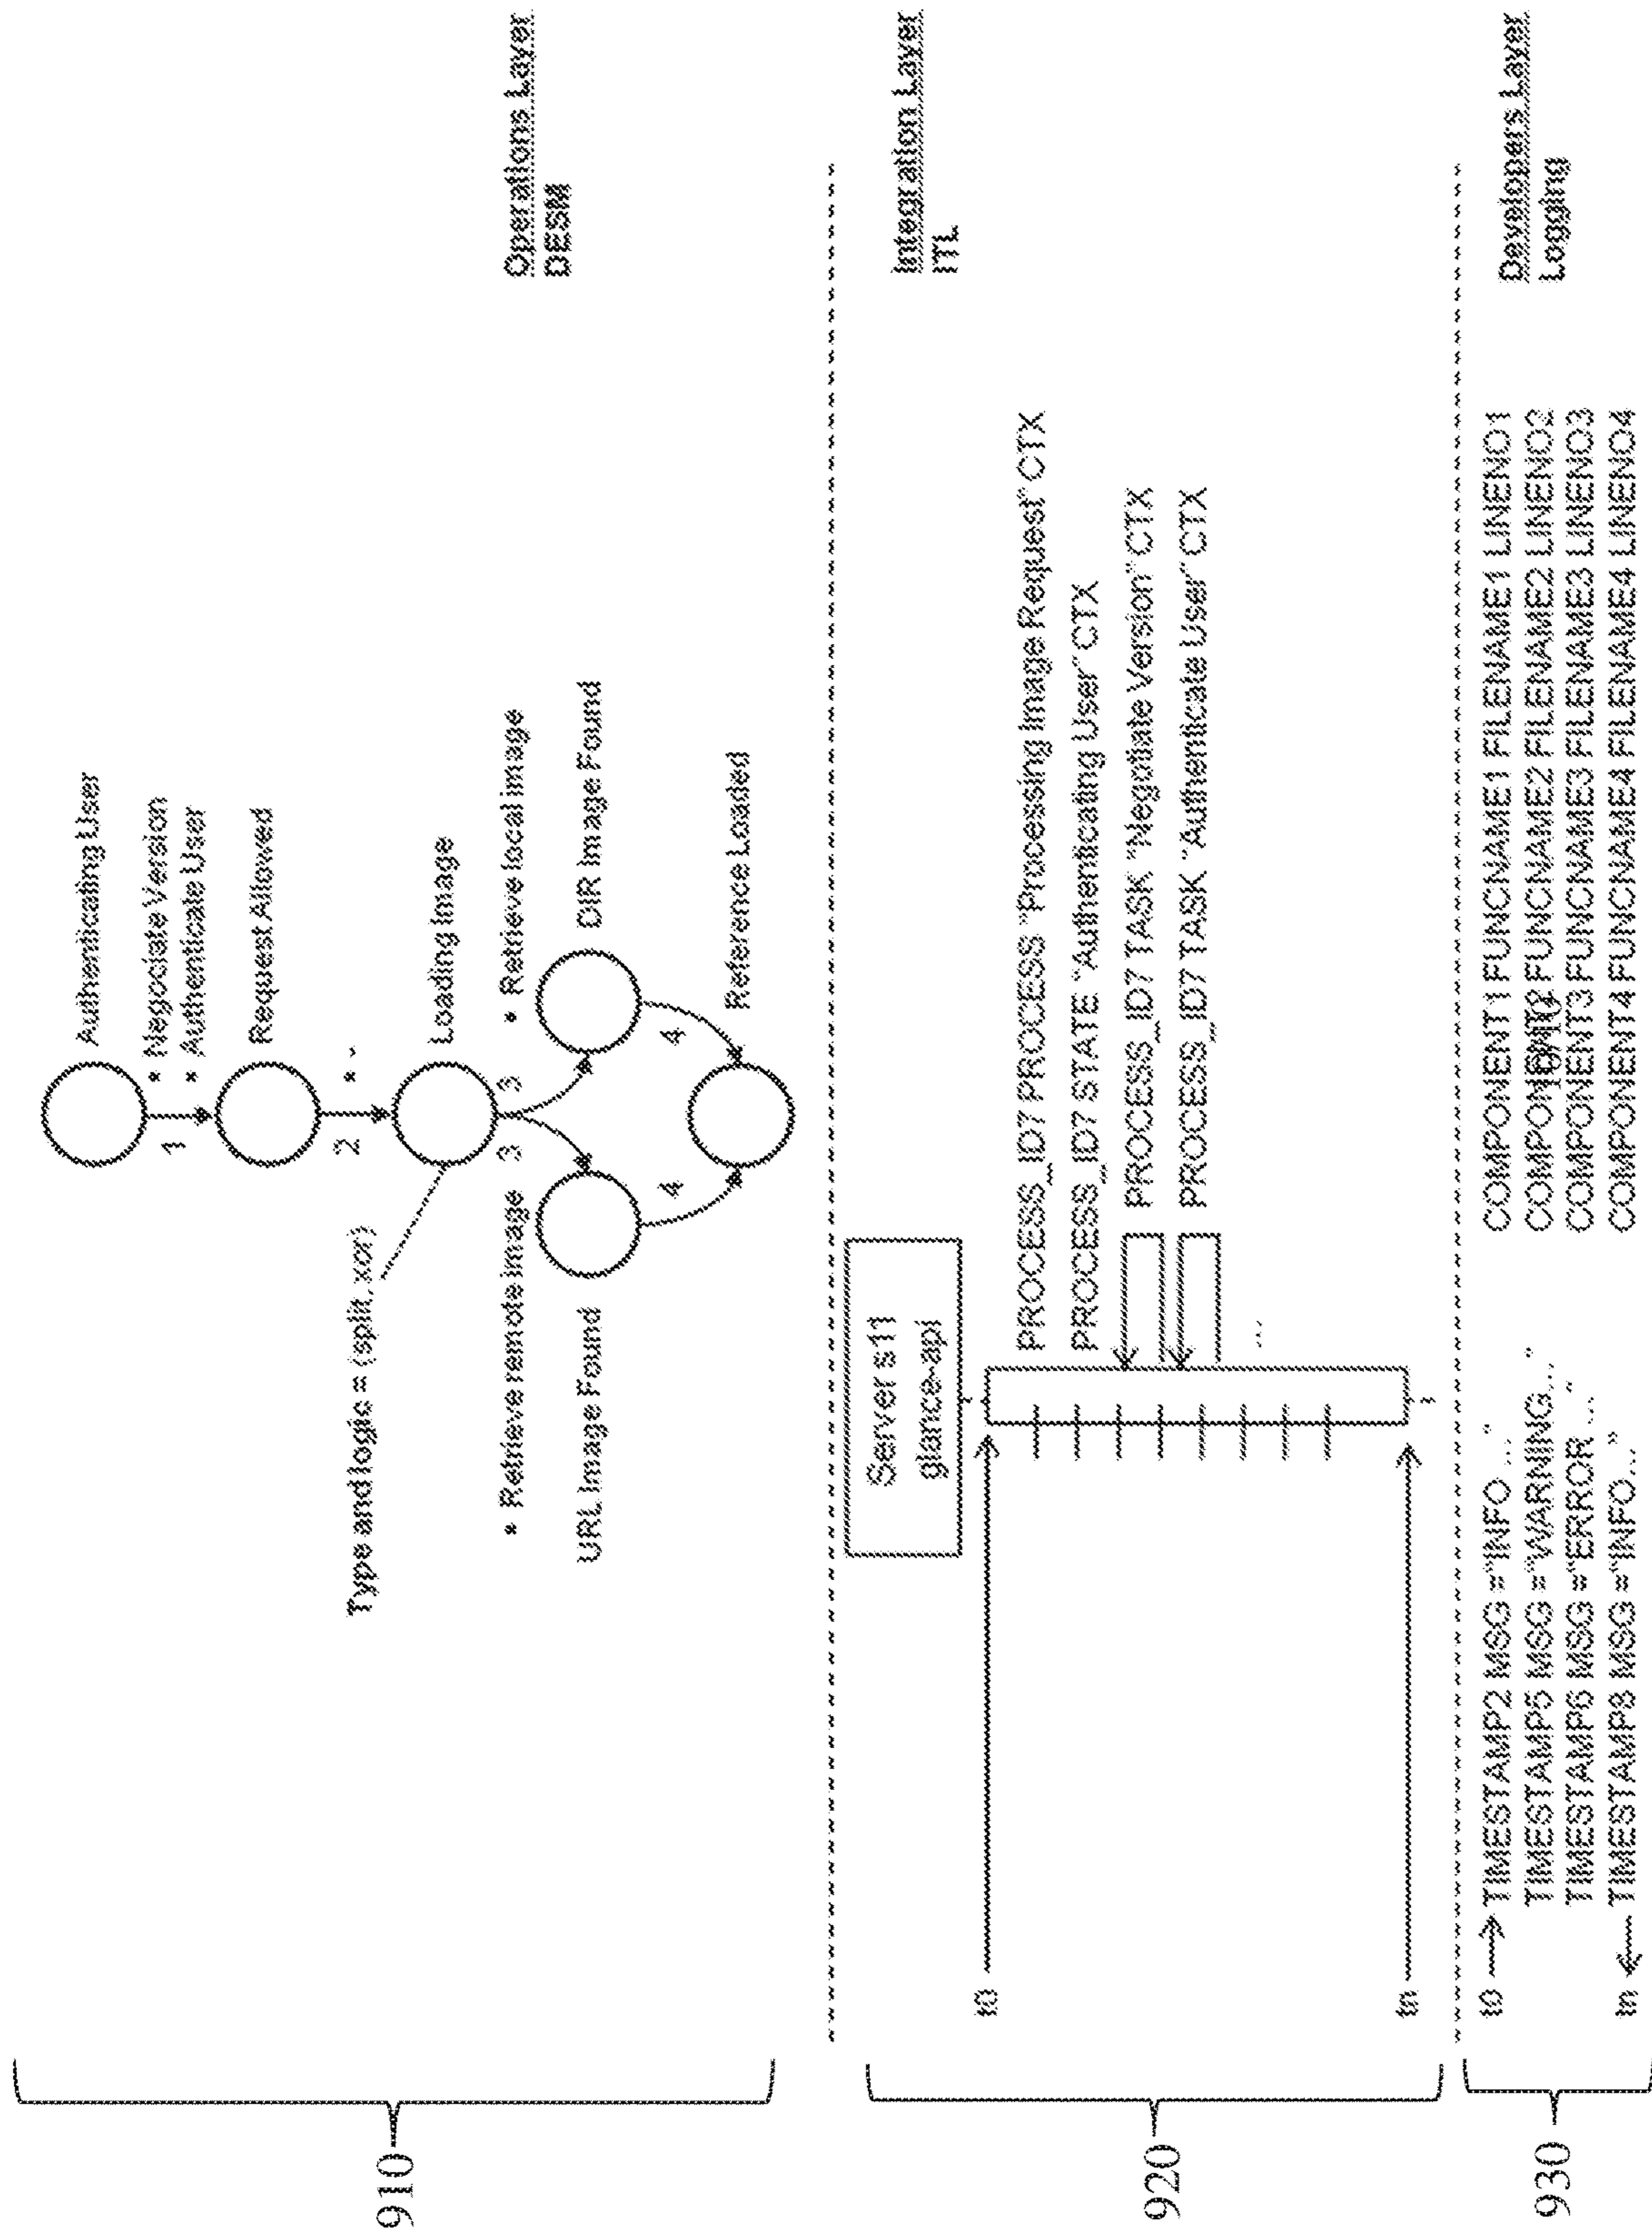 910
Authenticating User
1
• Negociate Version
• Authenticate User
Request Allowed
2
Type and logic = (split, xor)
Loading Image
3
3
• Retrieve remote image
• Retrieve local image
URL Image Found
DIR Image Found
4
4
Reference Loaded
Operations Layer
DESM
920
Server s11
glance-api
t0
tn
PROCESS_ID7 PROCESS "Processing Image Request" CTX
PROCESS_ID7 STATE "Authenticating User" CTX
PROCESS_ID7 TASK "Negotiate Version" CTX
PROCESS_ID7 TASK "Authenticate User" CTX
...
Integration Layer
ITL
930
t0 TIMESTAMP2 MSG ="INFO ..." COMPONENT1 FUNCNAME1 FILENAME1 LINENO1
TIMESTAMP5 MSG ="WARNING..." FUNCNAME2 FILENAME2 LINENO2
TIMESTAMP6 MSG ="ERROR ..." COMPONENT3 FUNCNAME3 FILENAME3 LINENO3
tn TIMESTAMP8 MSG ="INFO..." COMPONENT4 FUNCNAME4 FILENAME4 LINENO4
Developers Layer
Logging